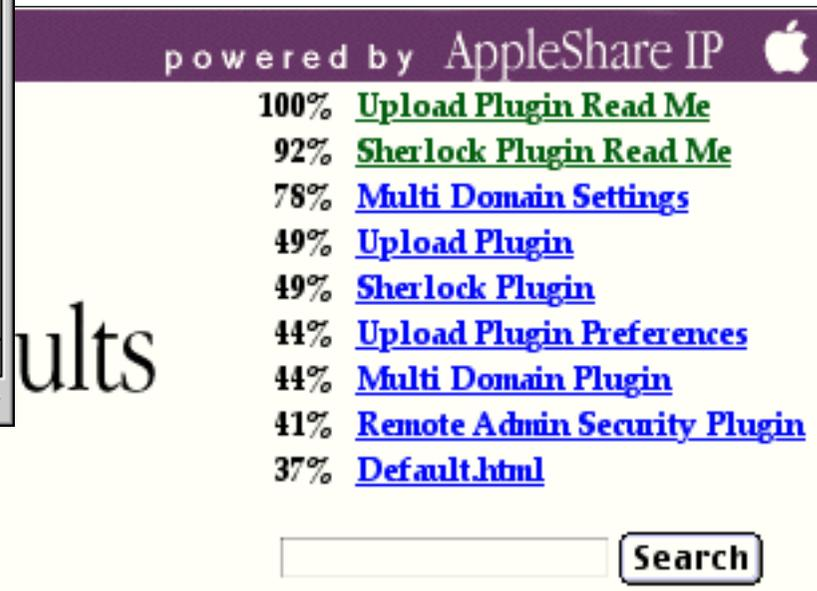 powered by AppleShare IP
100% Upload Plugin Read Me
92% Sherlock Plugin Read Me
78% Multi Domain Settings
49% Upload Plugin
49% Sherlock Plugin
44% Upload Plugin Preferences
44% Multi Domain Plugin
ults
41% Remote Admin Security Plugin
37% Default.html
Search